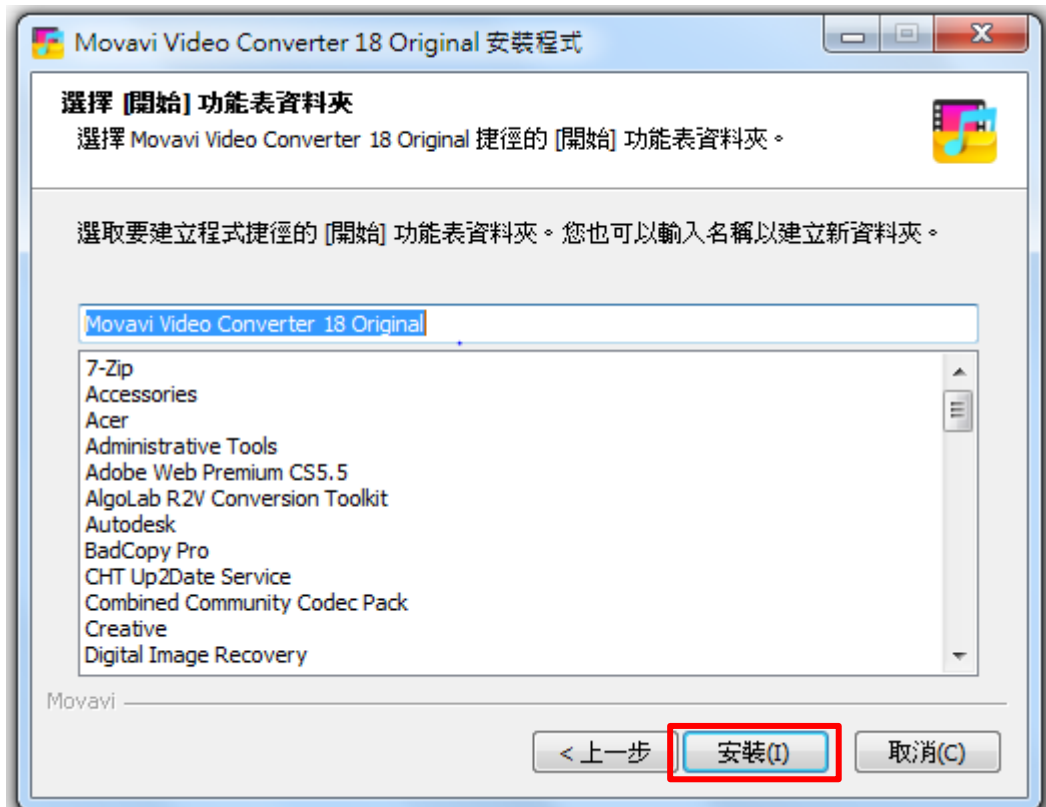 Movavi Video Converter 18 Original 安裝程式
選擇 [開始] 功能表資料夾
選擇 Movavi Video Converter 18 Original 捷徑的 [開始] 功能表資料夾。
選取要建立程式捷徑的 [開始] 功能表資料夾。您也可以輸入名稱以建立新資料夾。
Movavi Video Converter 18 Original
7-Zip
Accessories
Acer
Administrative Tools
Adobe Web Premium CS5.5
AlgoLab R2V Conversion Toolkit
Autodesk
BadCopy Pro
CHT Up2Date Service
Combined Community Codec Pack
Creative
Digital Image Recovery
Movavi
< 上一步 安裝(I) 取消(C)